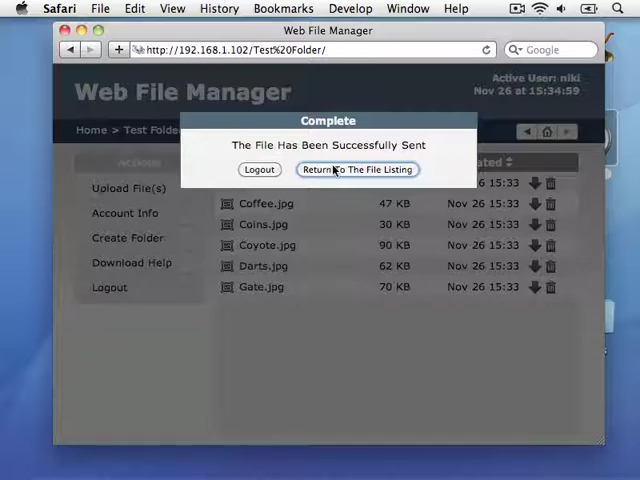 Safari File Edit View History Bookmarks Develop Window Help
Web File Manager
http://192.168.1.102/Test%20Folder/
Google
Web File Manager
Active User: niki
Nov 26 at 15:34:59
Complete
Home > Test Folde
The File Has Been Successfully Sent
Logout Return To The File Listing
Upload File(s)
15:33
Account Info
Coffee.jpg 47 KB Nov 26 15:33
Coins.jpg 30 KB Nov 26 15:33
Create Folder
Coyote.jpg 90 KB Nov 26 15:33
Download Help
Darts.jpg 62 KB Nov 26 15:33
Logout
Gate.jpg 70 KB Nov 26 15:33